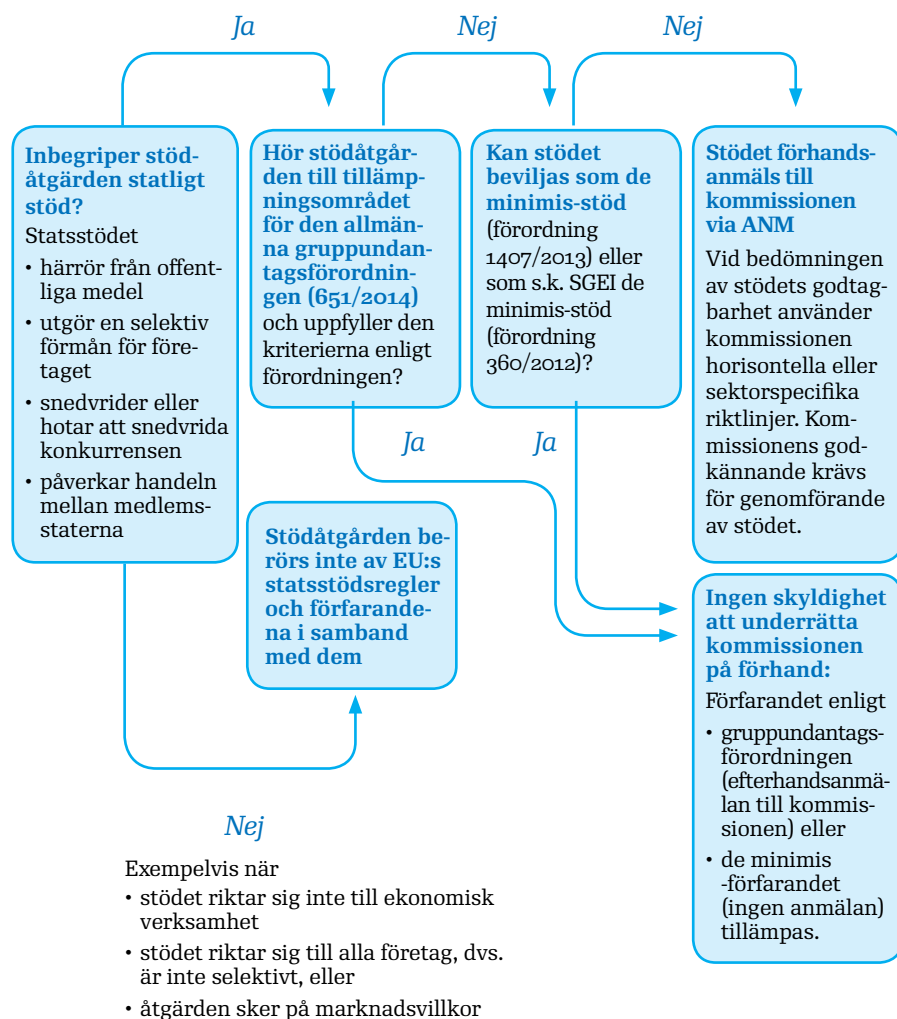 Ja
Nej
Nej
Inbegriper stöd-
åtgärden statligt
stöd?
Statsstödet
• härrör från offent-
liga medel
• utgör en selektiv
förmån för före-
taget
• snedvrider eller
hotar att snedvrida
konkurrensen
• påverkar handeln
mellan medlems-
staterna
Hör stödåtgär-
den till tillämp-
ningsområdet
för den allmän-
na gruppundan-
tagsförordnin-
gen (651/2014)
och uppfyller den
kriterierna enligt
förordningen?
Kan stödet
beviljas som de
minimis-stöd
(förordning
1407/2013) eller
som s.k. SGEI de
minimis-stöd
(förordning
360/2012)?
Stödet förhands-
anmäls till
kommissionen
via ANM
Vid bedömningen
av stödets godtag-
barhet använder
kommissionen
horisontella eller
sektorspecifika
riktlinjer. Kom-
missionens god-
kännande krävs
för genomförande
av stödet.
Ja
Ja
Stödåtgården be-
rörs inte av EU:s
statsstödsregler
och förfarande-
na i samband
med dem
Ingen skyldighet
att underrätta
kommissionen
på förhand:
Förfarandet enligt
• gruppundantags-
förordningen
(efterhandsanmä-
lan till kommis-
sionen) eller
• de minimis
-förfarandet
(ingen anmälan)
tillämpas.
Nej
Exempelvis när
• stödet riktar sig inte till ekonomisk
verksamhet
• stödet riktar sig till alla företag, dvs.
är inte selektivt, eller
• åtgärden sker på marknadsvillkor